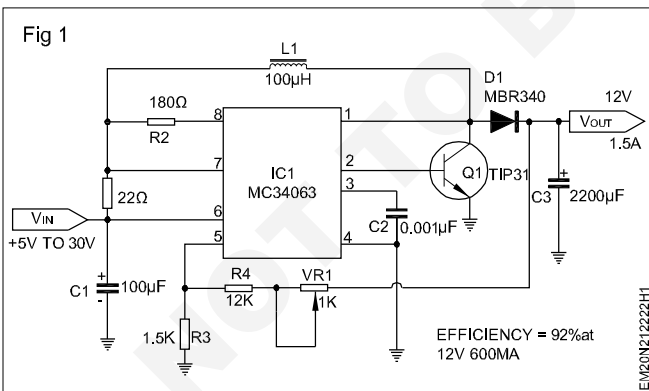 Fig 1
L1
100µH
D1
MBR340
12V
VOUT
1.5A
180Ω
R2
8
1
7
2
IC1
MC34063
3
6
5
4
Q1
TIP31
C3
2200µF
22Ω
VIN
+5V TO 30V
C2
0.001µF
C1
+
-
100µF
+
R4
12K
VR1
1K
1.5K
R3
EFFICIENCY = 92%at
12V 600MA
EM20N212222H1
NOT TO B